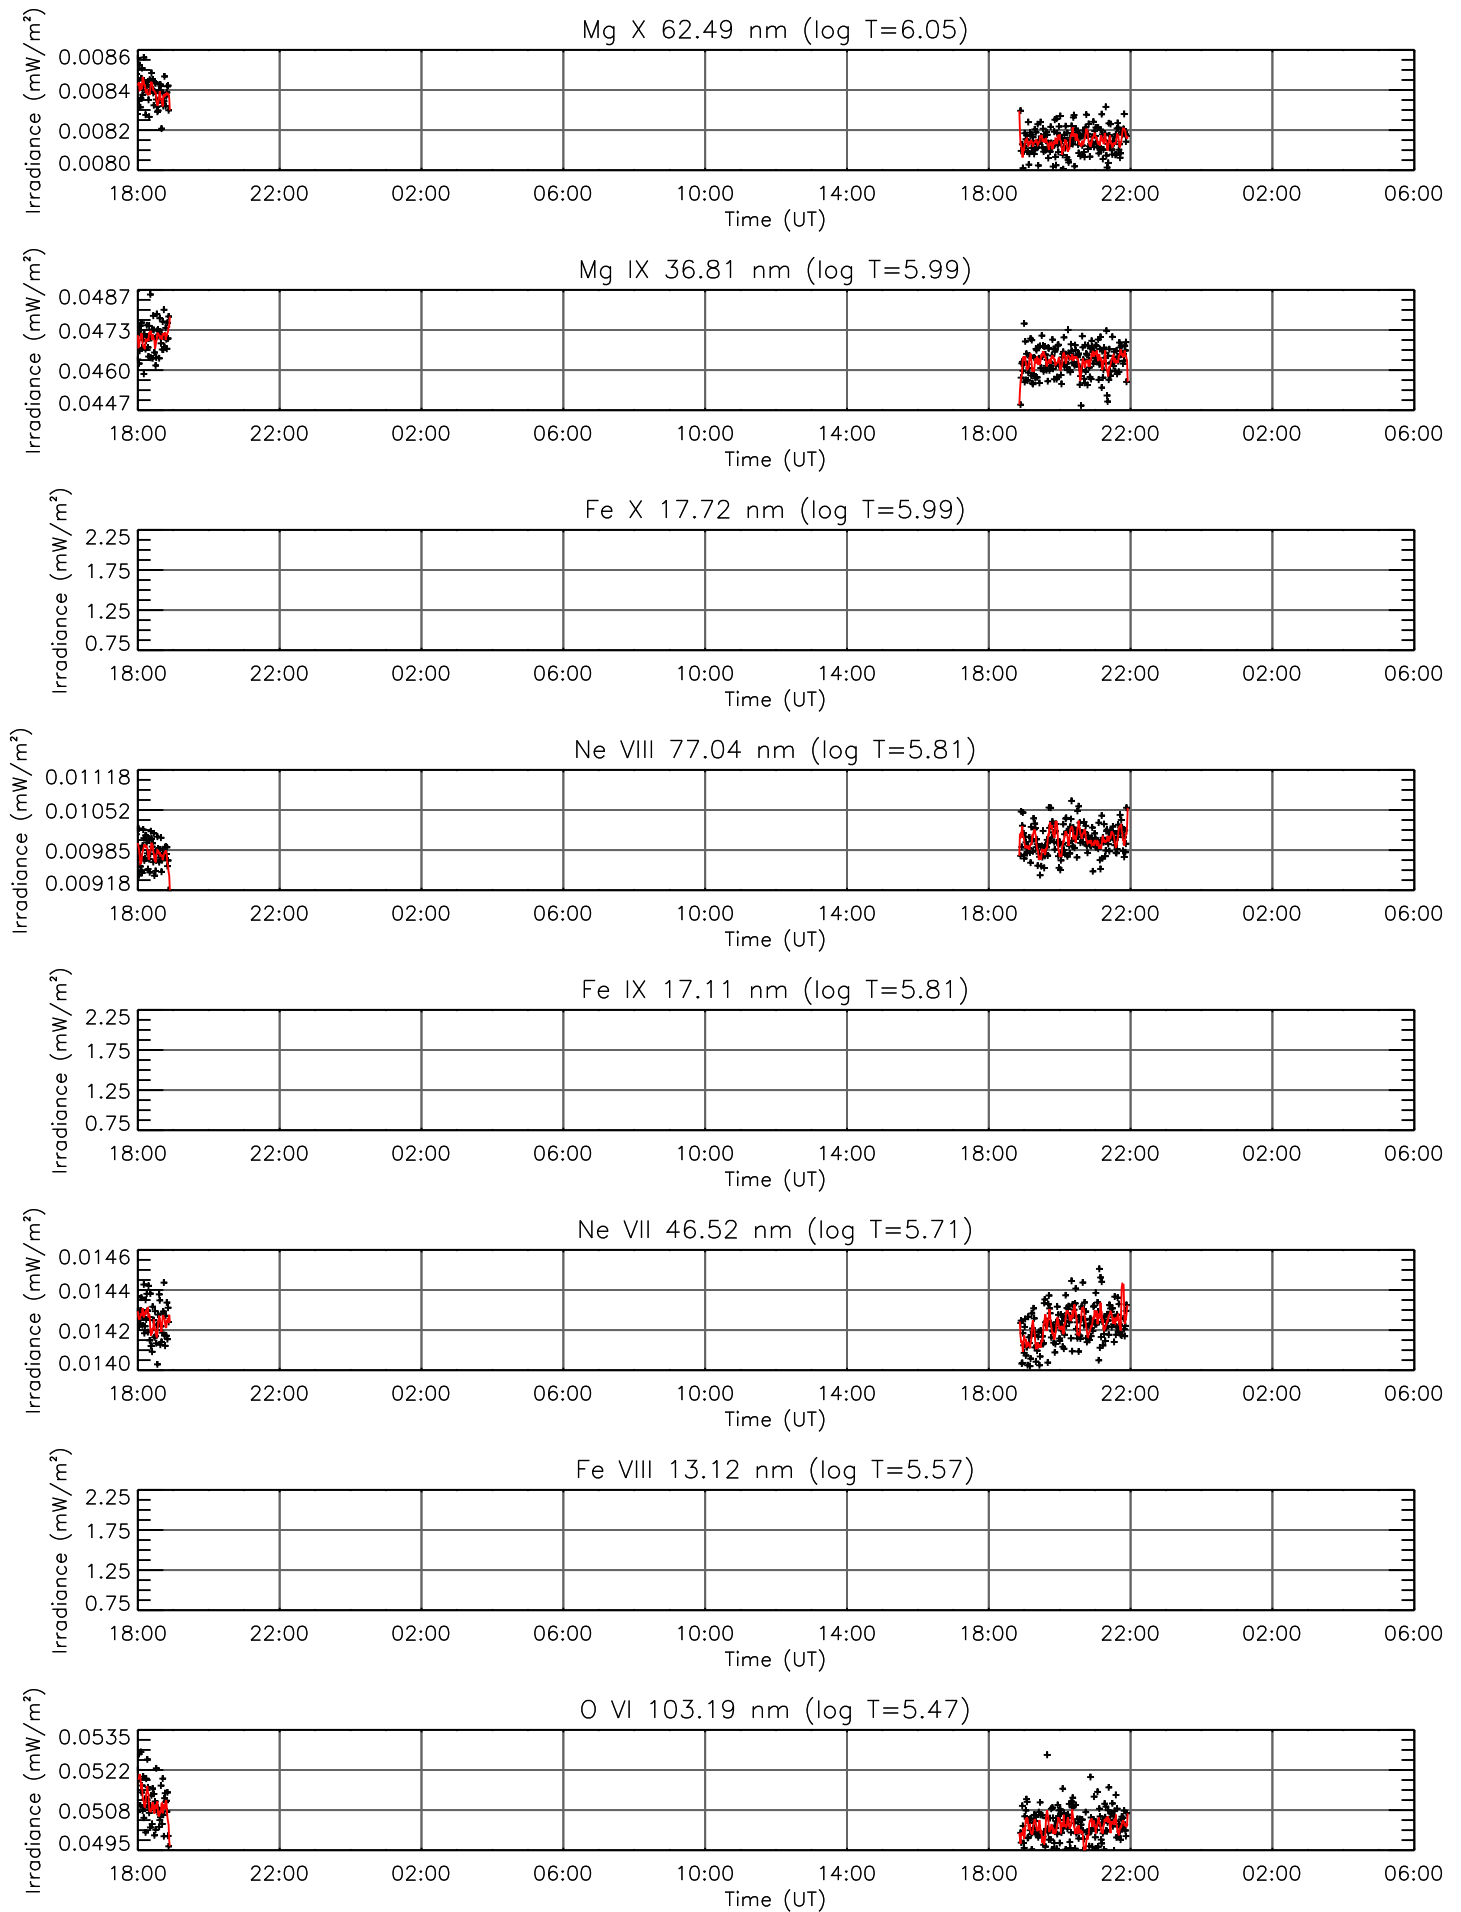 Mg X 62.49 nm (log T=6.05)
Irradiance (mW/m²)
0.0086
0.0084
0.0082
0.0080
18:00 22:00 02:00 06:00 10:00 14:00 18:00 22:00 02:00 06:00
Time (UT)
Mg IX 36.81 nm (log T=5.99)
Irradiance (mW/m²)
0.0487
0.0473
0.0460
0.0447
18:00 22:00 02:00 06:00 10:00 14:00 18:00 22:00 02:00 06:00
Time (UT)
Fe X 17.72 nm (log T=5.99)
Irradiance (mW/m²)
2.25
1.75
1.25
0.75
18:00 22:00 02:00 06:00 10:00 14:00 18:00 22:00 02:00 06:00
Time (UT)
Ne VIII 77.04 nm (log T=5.81)
Irradiance (mW/m²)
0.01118
0.01052
0.00985
0.00918
18:00 22:00 02:00 06:00 10:00 14:00 18:00 22:00 02:00 06:00
Time (UT)
Fe IX 17.11 nm (log T=5.81)
Irradiance (mW/m²)
2.25
1.75
1.25
0.75
18:00 22:00 02:00 06:00 10:00 14:00 18:00 22:00 02:00 06:00
Time (UT)
Ne VII 46.52 nm (log T=5.71)
Irradiance (mW/m²)
0.0146
0.0144
0.0142
0.0140
18:00 22:00 02:00 06:00 10:00 14:00 18:00 22:00 02:00 06:00
Time (UT)
Fe VIII 13.12 nm (log T=5.57)
Irradiance (mW/m²)
2.25
1.75
1.25
0.75
18:00 22:00 02:00 06:00 10:00 14:00 18:00 22:00 02:00 06:00
Time (UT)
O VI 103.19 nm (log T=5.47)
Irradiance (mW/m²)
0.0535
0.0522
0.0508
0.0495
18:00 22:00 02:00 06:00 10:00 14:00 18:00 22:00 02:00 06:00
Time (UT)